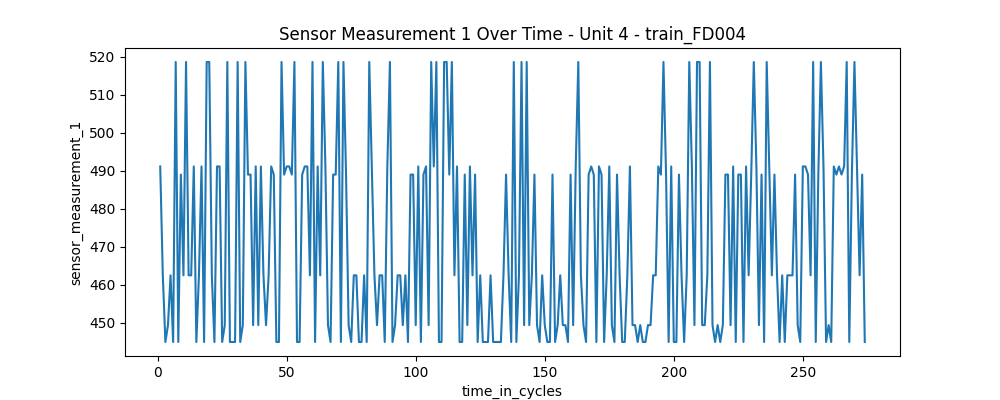 Sensor Measurement 1 Over Time - Unit 4 - train_FD004
520
510
500
490
480
470
460
450
sensor_measurement_1
0 50 100 150 200 250
time_in_cycles